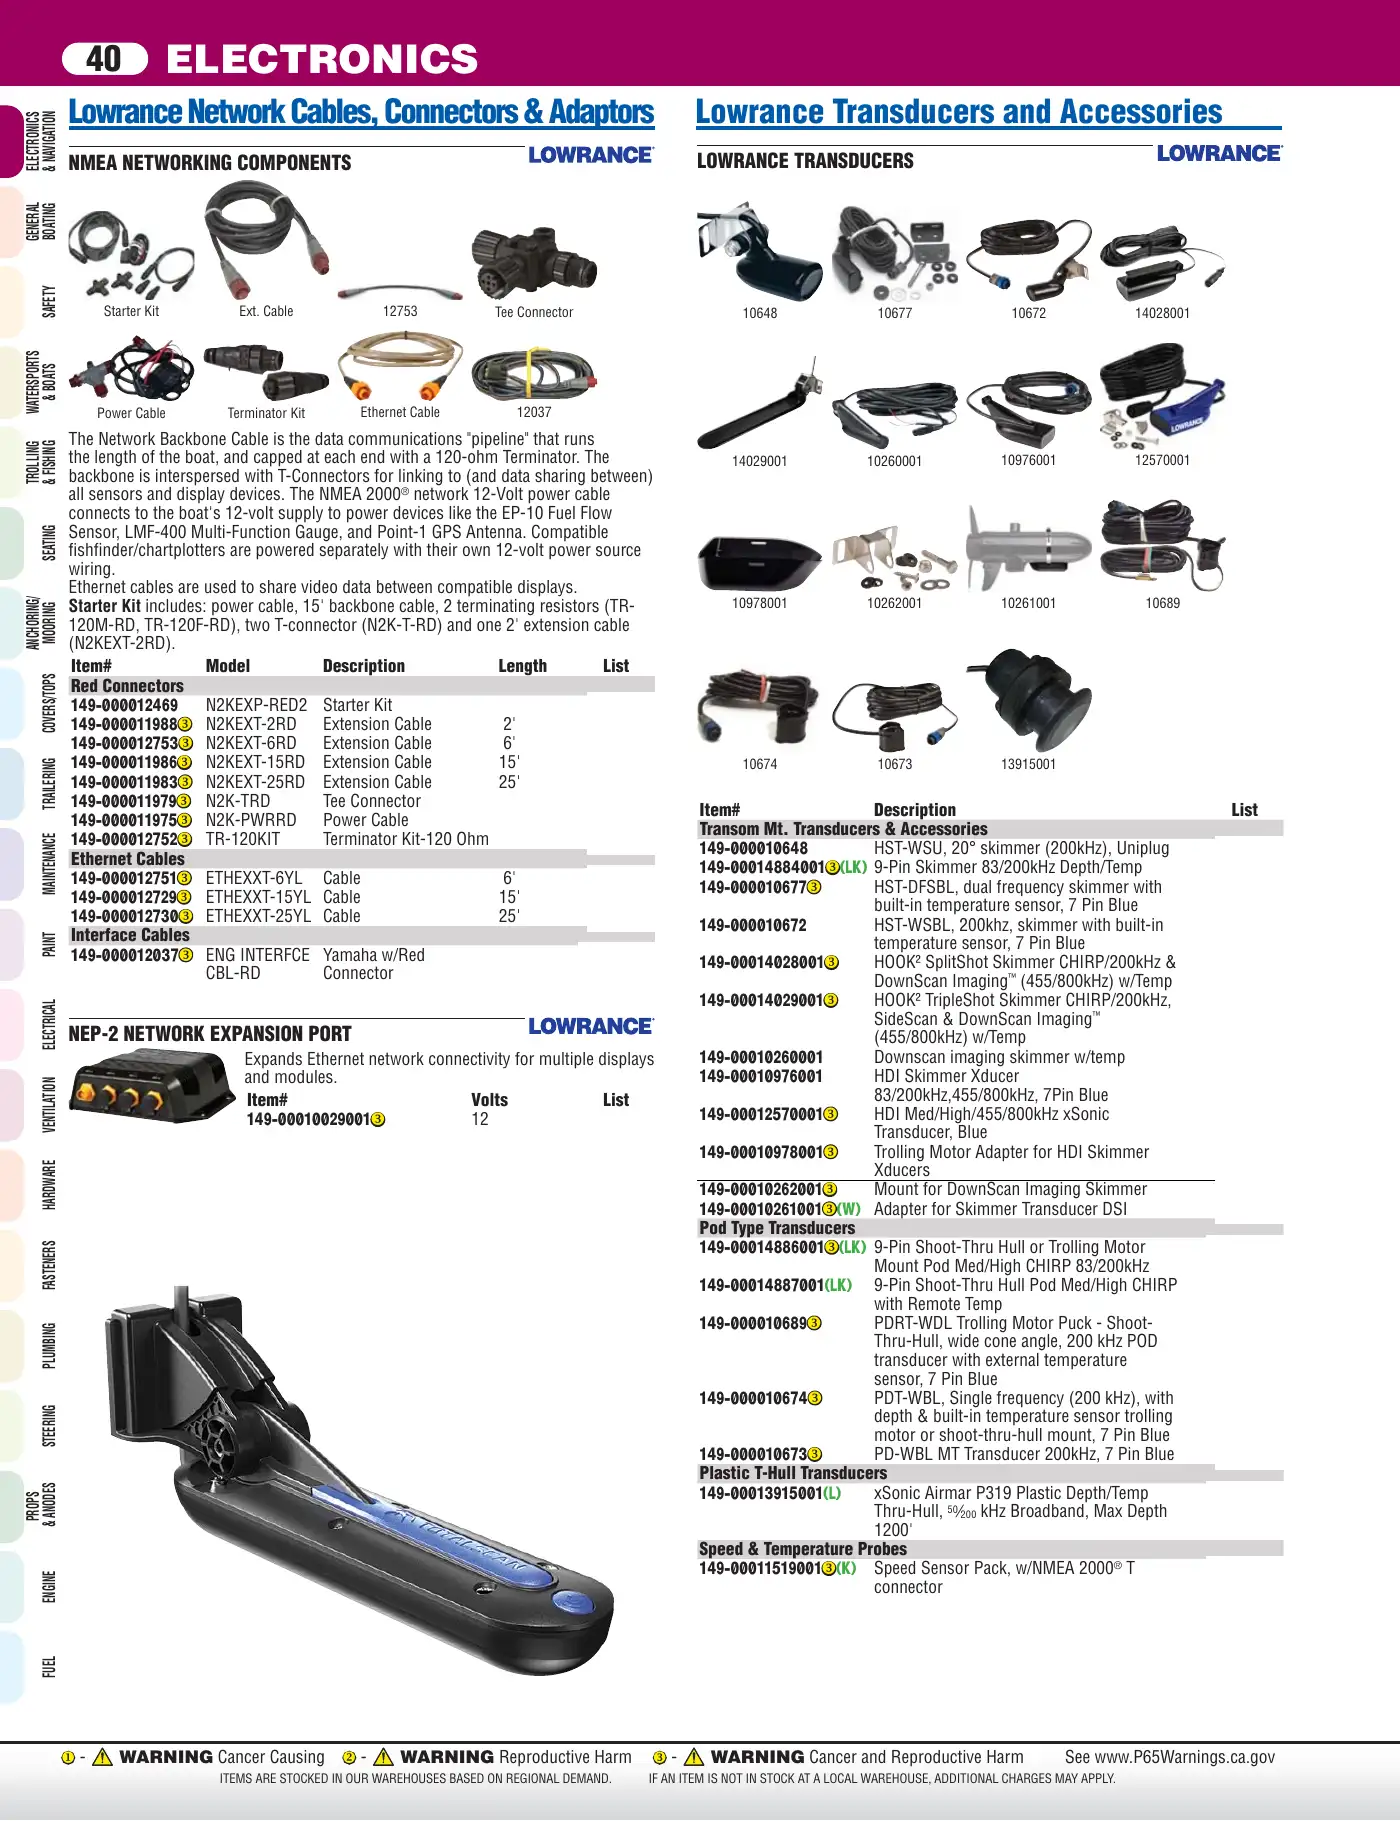 40 ELECTRONICS
ELECTRONICS
& NAVIGATION
GENERAL
BOATING
SAFETY
WATERSPORTS
& BOATS
TROLLING
& FISHING
SEATING
ANCHORING/
MOORING
COVERS/TOPS
TRAILERING
MAINTENANCE
PAINT
ELECTRICAL
VENTILATION
HARDWARE
FASTENERS
PLUMBING
STEERING
PROPS
& ANODES
ENGINE
FUEL
Lowrance Network Cables, Connectors & Adaptors
NMEA NETWORKING COMPONENTS
LOWRANCE®
Starter Kit
Ext. Cable
12753
Tee Connector
Power Cable
Terminator Kit
Ethernet Cable
12037
The Network Backbone Cable is the data communications "pipeline" that runs
the length of the boat, and capped at each end with a 120-ohm Terminator. The
backbone is interspersed with T-Connectors for linking to (and data sharing between)
all sensors and display devices. The NMEA 2000® network 12-Volt power cable
connects to the boat's 12-volt supply to power devices like the EP-10 Fuel Flow
Sensor, LMF-400 Multi-Function Gauge, and Point-1 GPS Antenna. Compatible
fishfinder/chartplotters are powered separately with their own 12-volt power source
wiring.
Ethernet cables are used to share video data between compatible displays.
Starter Kit includes: power cable, 15' backbone cable, 2 terminating resistors (TR-
120M-RD, TR-120F-RD), two T-connector (N2K-T-RD) and one 2' extension cable
(N2KEXT-2RD).
Item# Model Description Length List
Red Connectors
149-000012469 N2KEXP-RED2 Starter Kit
149-000011988 3 N2KEXT-2RD Extension Cable 2'
149-000012753 3 N2KEXT-6RD Extension Cable 6'
149-000011986 3 N2KEXT-15RD Extension Cable 15'
149-000011983 3 N2KEXT-25RD Extension Cable 25'
149-000011979 3 N2K-TRD Tee Connector
149-000011975 3 N2K-PWRRD Power Cable
149-000012752 3 TR-120KIT Terminator Kit-120 Ohm
Ethernet Cables
149-000012751 3 ETHEXXT-6YL Cable 6'
149-000012729 3 ETHEXXT-15YL Cable 15'
149-000012730 3 ETHEXXT-25YL Cable 25'
Interface Cables
149-000012037 3 ENG INTERFCE Yamaha w/Red
CBL-RD Connector
NEP-2 NETWORK EXPANSION PORT
LOWRANCE®
Expands Ethernet network connectivity for multiple displays
and modules.
Item# Volts List
149-00010029001 3 12
TOTALSCAN
Lowrance Transducers and Accessories
LOWRANCE TRANSDUCERS
LOWRANCE®
10648
10677
10672
14028001
LOWRANCE
14029001
10260001
10976001
12570001
10978001
10262001
10261001
10689
10674
10673
13915001
Item# Description List
Transom Mt. Transducers & Accessories
149-000010648 HST-WSU, 20° skimmer (200kHz), Uniplug
149-00014884001 3 (LK) 9-Pin Skimmer 83/200kHz Depth/Temp
149-000010677 3 HST-DFSBL, dual frequency skimmer with
built-in temperature sensor, 7 Pin Blue
149-000010672 HST-WSBL, 200khz, skimmer with built-in
temperature sensor, 7 Pin Blue
149-00014028001 3 HOOK² SplitShot Skimmer CHIRP/200kHz &
DownScan Imaging™ (455/800kHz) w/Temp
149-00014029001 3 HOOK² TripleShot Skimmer CHIRP/200kHz,
SideScan & DownScan Imaging™
(455/800kHz) w/Temp
149-00010260001 Downscan imaging skimmer w/temp
149-00010976001 HDI Skimmer Xducer
83/200kHz,455/800kHz, 7Pin Blue
149-00012570001 3 HDI Med/High/455/800kHz xSonic
Transducer, Blue
149-00010978001 3 Trolling Motor Adapter for HDI Skimmer
Xducers
149-00010262001 3 Mount for DownScan Imaging Skimmer
149-00010261001 3 (W) Adapter for Skimmer Transducer DSI
Pod Type Transducers
149-00014886001 3 (LK) 9-Pin Shoot-Thru Hull or Trolling Motor
Mount Pod Med/High CHIRP 83/200kHz
149-00014887001(LK) 9-Pin Shoot-Thru Hull Pod Med/High CHIRP
with Remote Temp
149-000010689 3 PDRT-WDL Trolling Motor Puck - Shoot-
Thru-Hull, wide cone angle, 200 kHz POD
transducer with external temperature
sensor, 7 Pin Blue
149-000010674 3 PDT-WBL, Single frequency (200 kHz), with
depth & built-in temperature sensor trolling
motor or shoot-thru-hull mount, 7 Pin Blue
149-000010673 3 PD-WBL MT Transducer 200kHz, 7 Pin Blue
Plastic T-Hull Transducers
149-00013915001(L) xSonic Airmar P319 Plastic Depth/Temp
Thru-Hull, 50/200 kHz Broadband, Max Depth
1200'
Speed & Temperature Probes
149-00011519001 3 (K) Speed Sensor Pack, w/NMEA 2000® T
connector
1 - ! WARNING Cancer Causing 2 - ! WARNING Reproductive Harm 3 - ! WARNING Cancer and Reproductive Harm See www.P65Warnings.ca.gov
ITEMS ARE STOCKED IN OUR WAREHOUSES BASED ON REGIONAL DEMAND. IF AN ITEM IS NOT IN STOCK AT A LOCAL WAREHOUSE, ADDITIONAL CHARGES MAY APPLY.